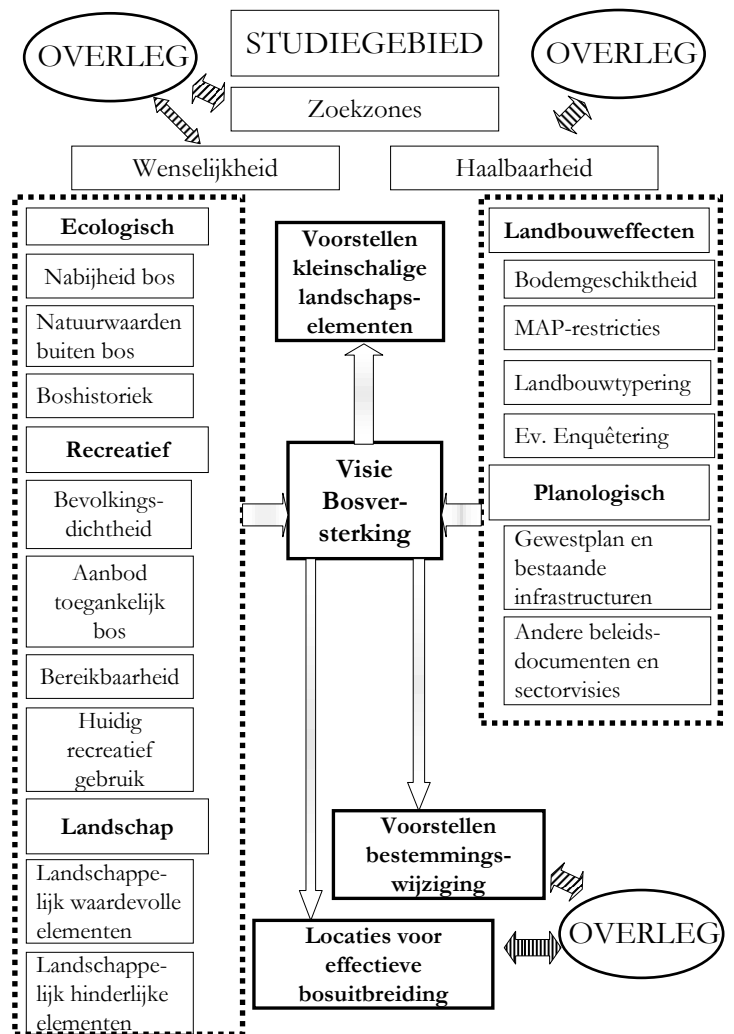 OVERLEG
STUDIEGEBIED
OVERLEG
Zoekzones
Wenselijkheid
Haalbaarheid
Ecologisch
Nabijheid bos
Natuurwaarden
buiten bos
Boshistoriek
Recreatief
Bevolkings-
dichtheid
Aanbod
toegankelijk
bos
Bereikbaarheid
Huidig
recreatief
gebruik
Landschap
Landschappe-
lijk waardevolle
elementen
Landschappe-
lijk hinderlijke
elementen
Voorstellen
kleinschalige
landschaps-
elementen
Visie
Bosver-
sterking
Landbouweffecten
Bodemgeschiktheid
MAP-restricties
Landbouwtypering
Ev. Enquêtering
Planologisch
Gewestplan en
bestaande
infrastructuren
Andere beleids-
documenten en
sectorvisies
Voorstellen
bestemmings-
wijziging
Locaties voor
effectieve
bosuitbreiding
OVERLEG